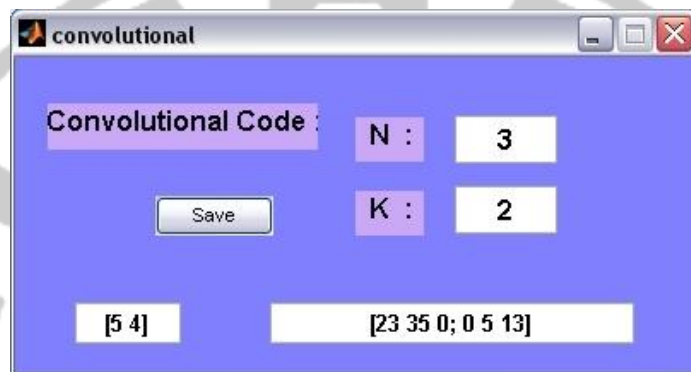 convolutional
Convolutional Code :
N : 3
Save
K : 2
[5 4] [23 35 0; 0 5 13]